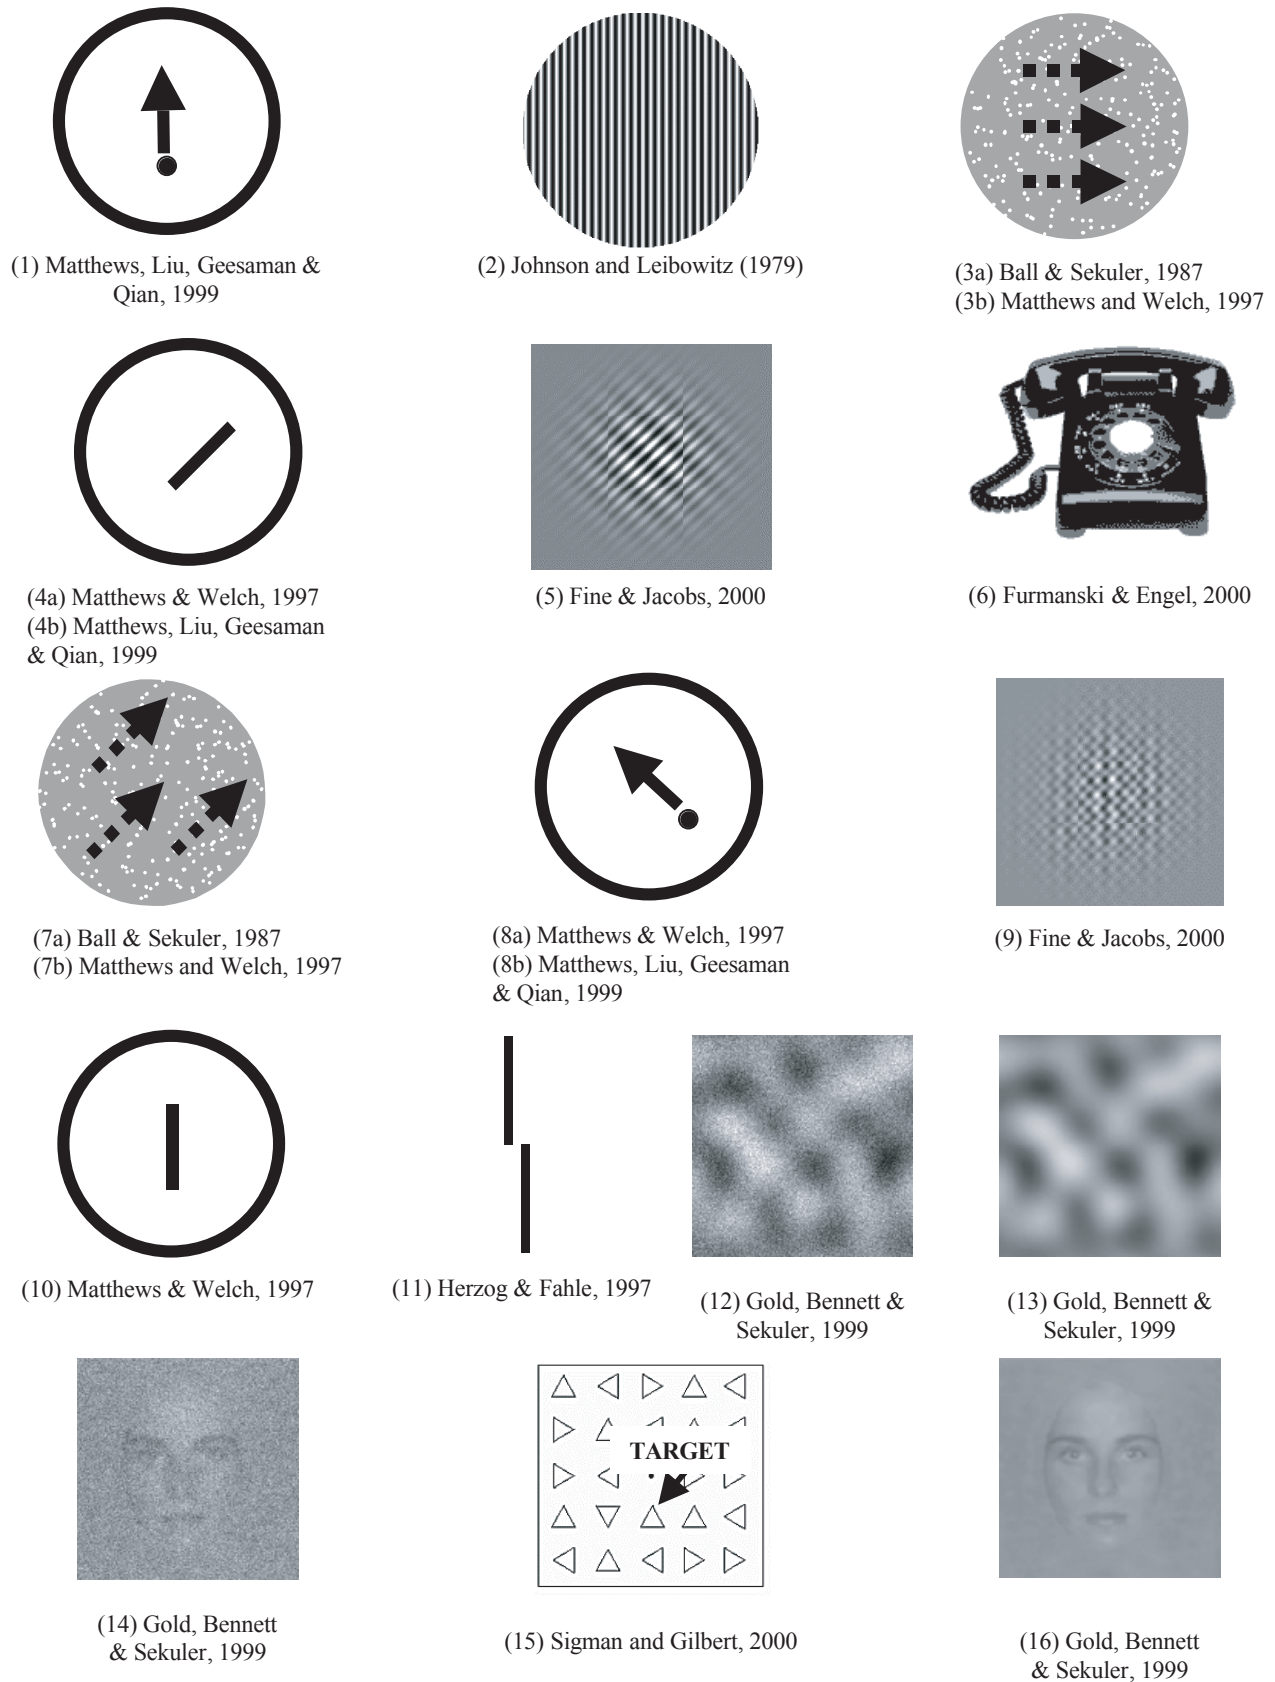 (1) Matthews, Liu, Geesaman &
Qian, 1999
(2) Johnson and Leibowitz (1979)
(3a) Ball & Sekuler, 1987
(3b) Matthews and Welch, 1997
(4a) Matthews & Welch, 1997
(4b) Matthews, Liu, Geesaman
& Qian, 1999
(5) Fine & Jacobs, 2000
(6) Furmanski & Engel, 2000
(7a) Ball & Sekuler, 1987
(7b) Matthews and Welch, 1997
(8a) Matthews & Welch, 1997
(8b) Matthews, Liu, Geesaman
& Qian, 1999
(9) Fine & Jacobs, 2000
(10) Matthews & Welch, 1997
(11) Herzog & Fahle, 1997
(12) Gold, Bennett &
Sekuler, 1999
(13) Gold, Bennett &
Sekuler, 1999
TARGET
(14) Gold, Bennett
& Sekuler, 1999
(15) Sigman and Gilbert, 2000
(16) Gold, Bennett
& Sekuler, 1999